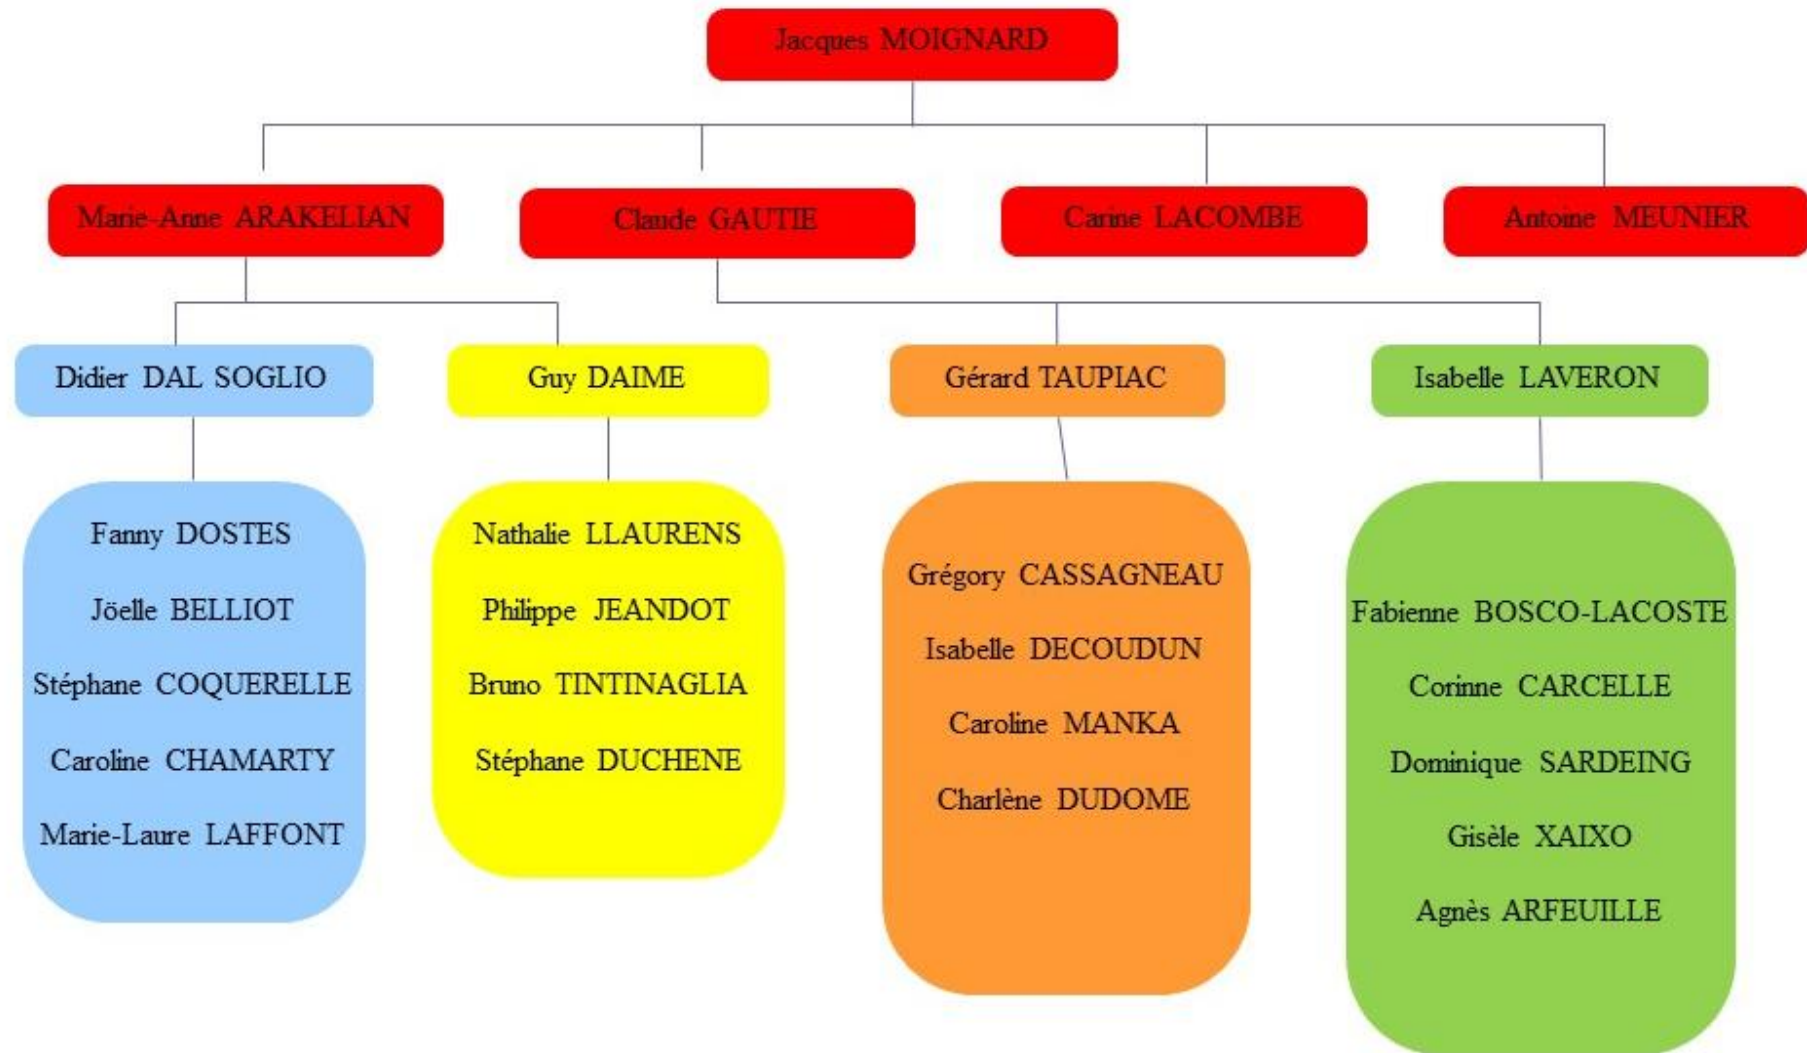 Jacques MOIGNARD
Marie-Anne ARAKELIAN
Claude GAUTIE
Carine LACOMBE
Antoine MEUNIER
Didier DAL SOGLIO
Guy DAIME
Gérard TAUPIAC
Isabelle LAVERON
Fanny DOSTES
Jöelle BELLIOT
Stéphane COQUERELLE
Caroline CHAMARTY
Marie-Laure LAFFONT
Nathalie LLAURENS
Philippe JEANDOT
Bruno TINTINAGLIA
Stéphane DUCHENE
Grégory CASSAGNEAU
Isabelle DECOUDUN
Caroline MANKA
Charlène DUDOME
Fabienne BOSCO-LACOSTE
Corinne CARCELLE
Dominique SARDEING
Gisèle XAIXO
Agnès ARFEUILLE